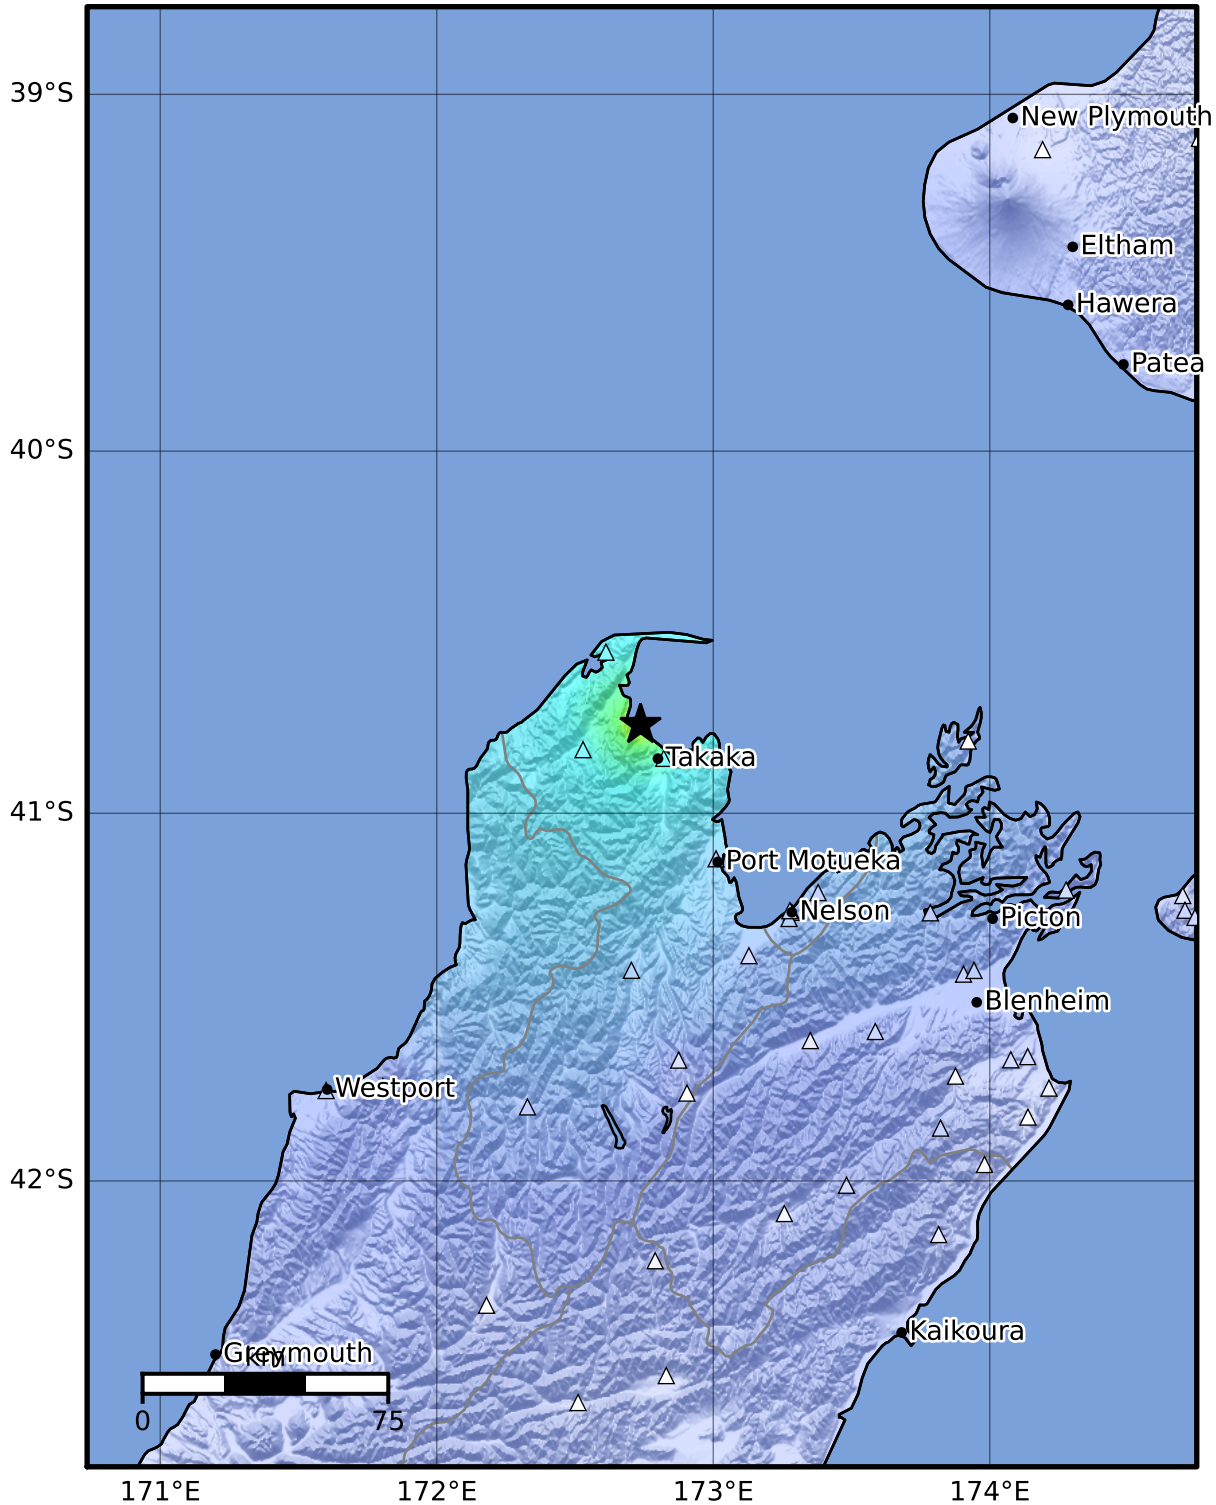 39°S
New Plymouth
Eltham
Hawera
Patea
40°S
Takaka
41°S
Port Motueka
Nelson
Picton
Blenheim
Westport
42°S
Kaikoura
Greymouth
km
0 75
171°E 172°E 173°E 174°E